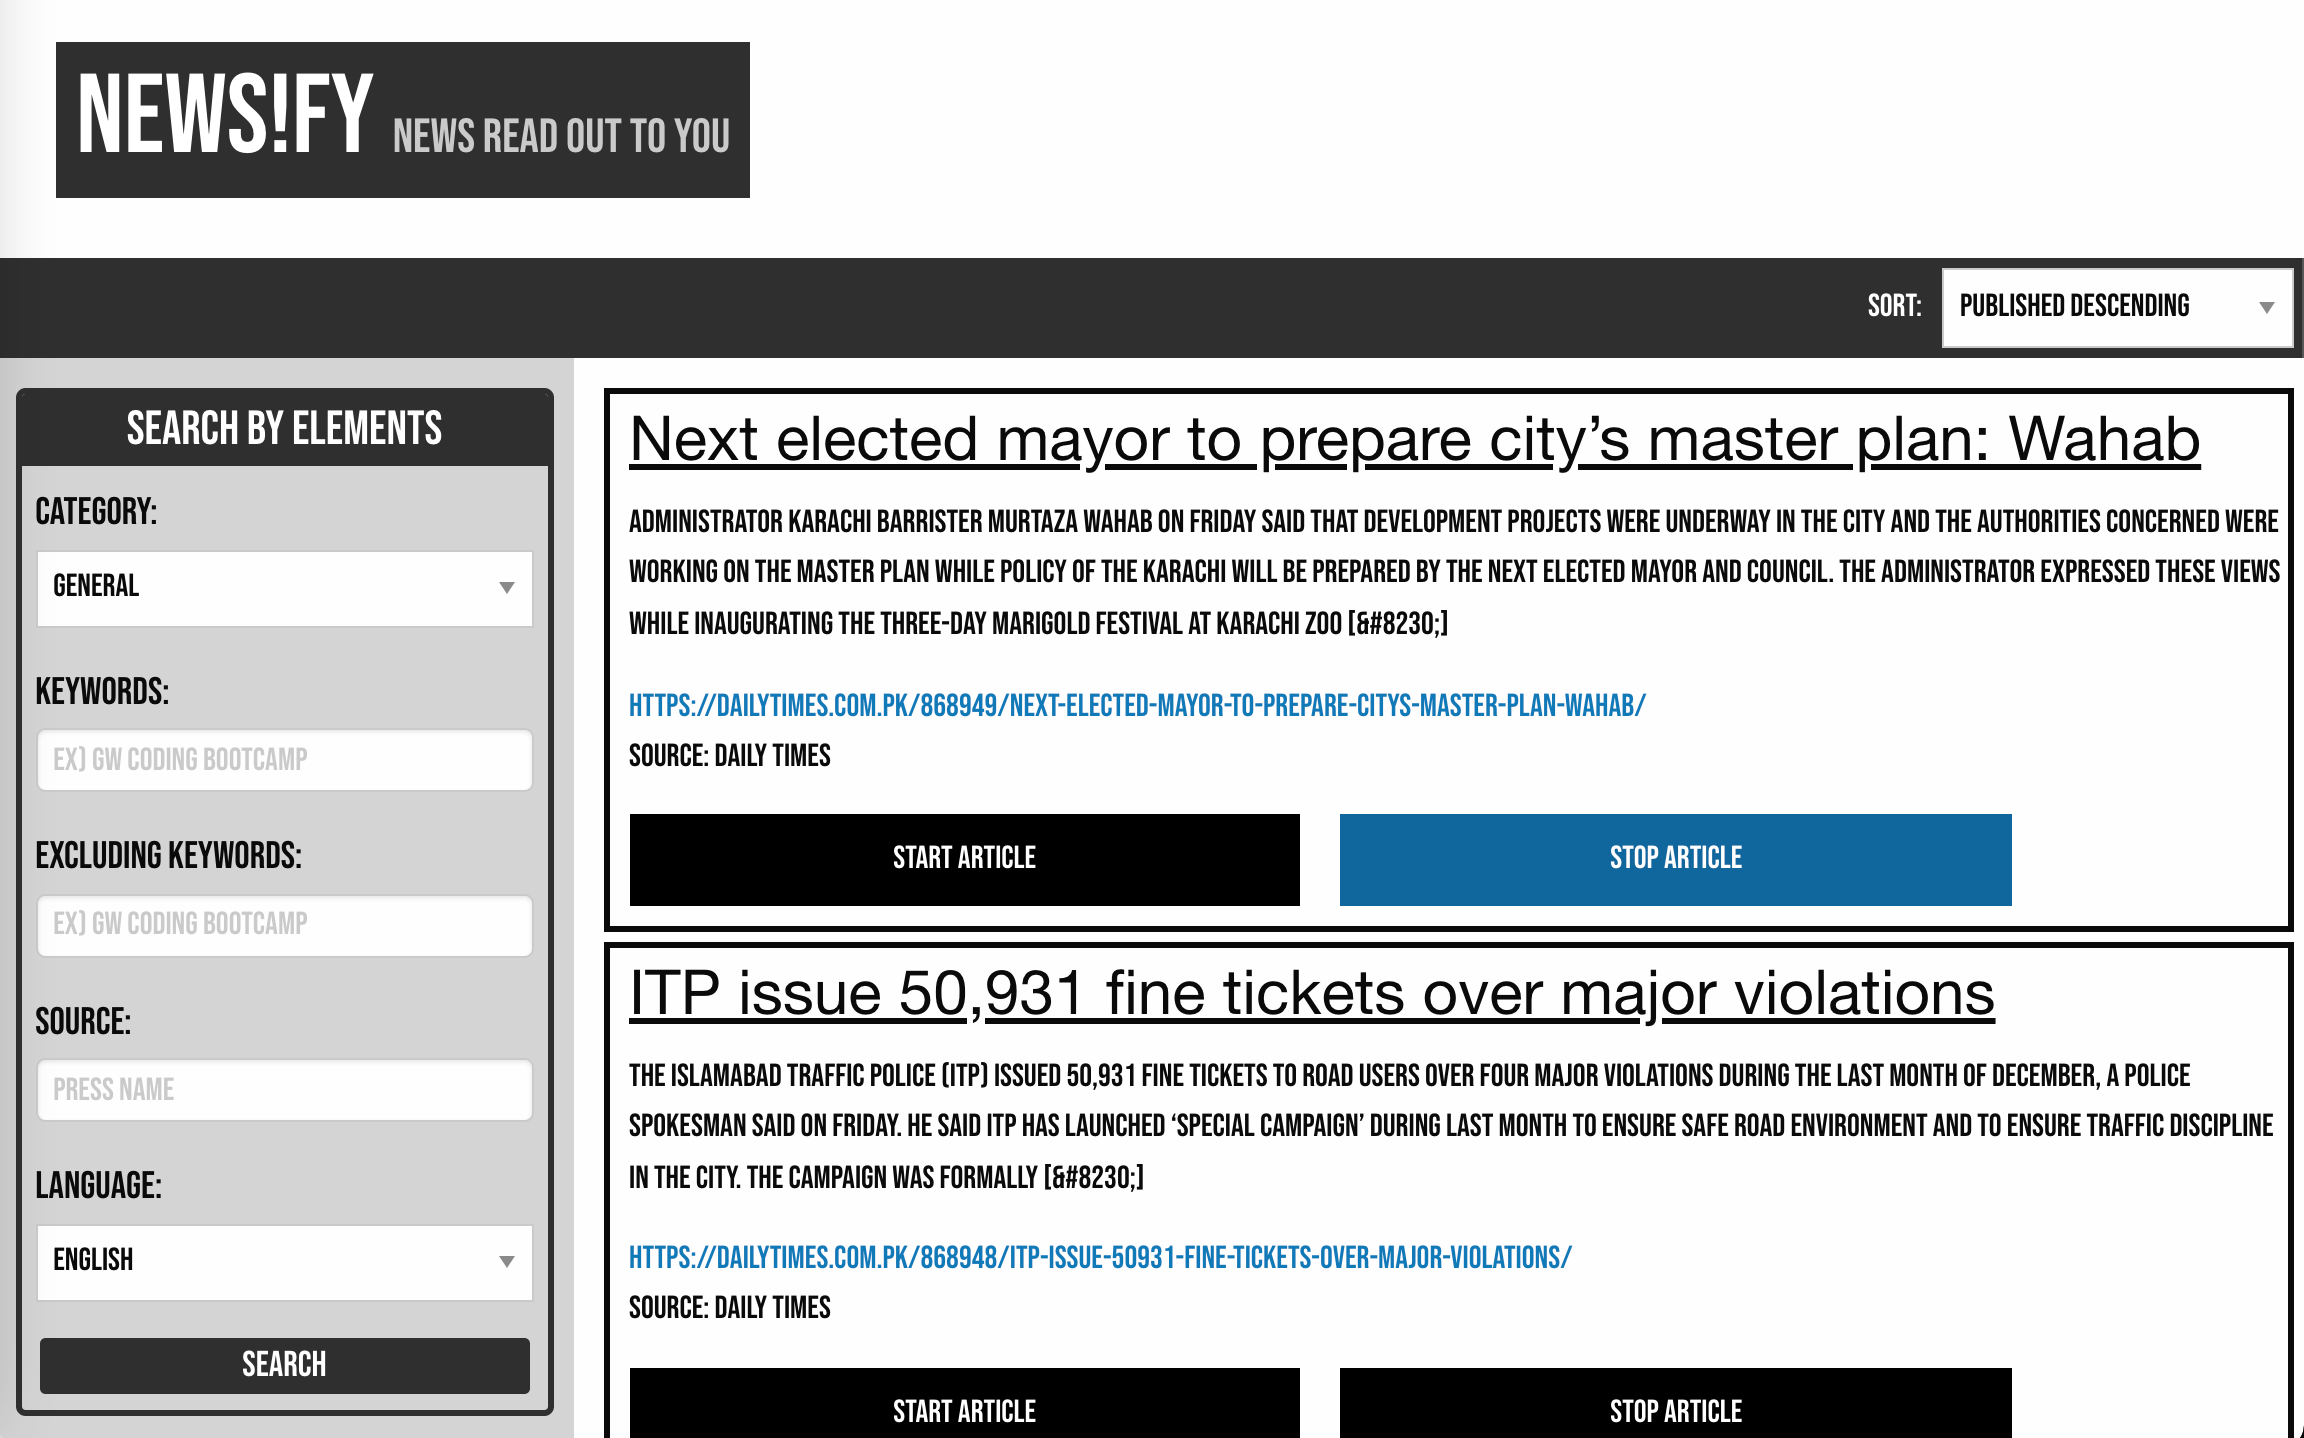 NEWS!FY NEWS READ OUT TO YOU
SORT: PUBLISHED DESCENDING
SEARCH BY ELEMENTS
CATEGORY:
GENERAL
KEYWORDS:
EX) GW CODING BOOTCAMP
EXCLUDING KEYWORDS:
EX) GW CODING BOOTCAMP
SOURCE:
PRESS NAME
LANGUAGE:
ENGLISH
SEARCH
Next elected mayor to prepare city’s master plan: Wahab
ADMINISTRATOR KARACHI BARRISTER MURTAZA WAHAB ON FRIDAY SAID THAT DEVELOPMENT PROJECTS WERE UNDERWAY IN THE CITY AND THE AUTHORITIES CONCERNED WERE
WORKING ON THE MASTER PLAN WHILE POLICY OF THE KARACHI WILL BE PREPARED BY THE NEXT ELECTED MAYOR AND COUNCIL. THE ADMINISTRATOR EXPRESSED THESE VIEWS
WHILE INAUGURATING THE THREE-DAY MARIGOLD FESTIVAL AT KARACHI ZOO [&#8230;]
HTTPS://DAILYTIMES.COM.PK/868949/NEXT-ELECTED-MAYOR-TO-PREPARE-CITYS-MASTER-PLAN-WAHAB/
SOURCE: DAILY TIMES
START ARTICLE
STOP ARTICLE
ITP issue 50,931 fine tickets over major violations
THE ISLAMABAD TRAFFIC POLICE (ITP) ISSUED 50,931 FINE TICKETS TO ROAD USERS OVER FOUR MAJOR VIOLATIONS DURING THE LAST MONTH OF DECEMBER, A POLICE
SPOKESMAN SAID ON FRIDAY. HE SAID ITP HAS LAUNCHED ‘SPECIAL CAMPAIGN’ DURING LAST MONTH TO ENSURE SAFE ROAD ENVIRONMENT AND TO ENSURE TRAFFIC DISCIPLINE
IN THE CITY. THE CAMPAIGN WAS FORMALLY [&#8230;]
HTTPS://DAILYTIMES.COM.PK/868948/ITP-ISSUE-50931-FINE-TICKETS-OVER-MAJOR-VIOLATIONS/
SOURCE: DAILY TIMES
START ARTICLE
STOP ARTICLE